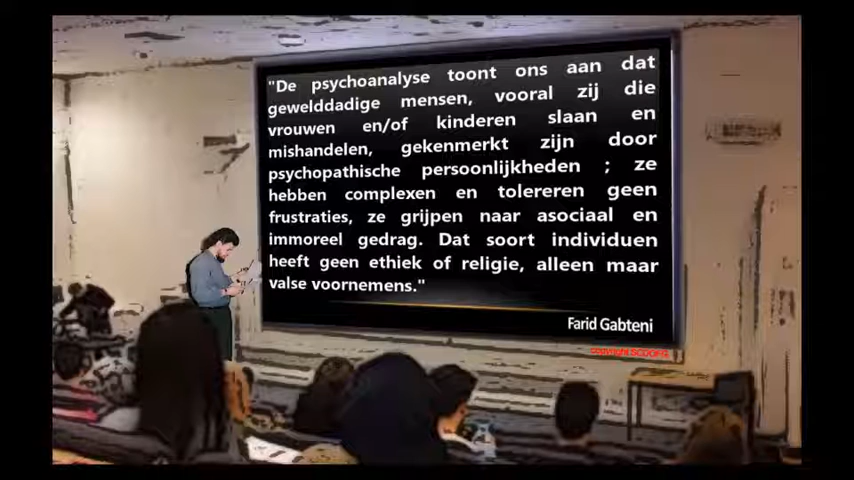 "De psychoanalyse toont ons aan dat
gewelddadige mensen, vooral zij die
vrouwen en/of kinderen slaan en
mishandelen, gekenmerkt zijn door
psychopathische persoonlijkheden ; ze
hebben complexen en tolereren geen
frustraties, ze grijpen naar asociaal en
immoreel gedrag. Dat soort individuen
heeft geen ethiek of religie, alleen maar
valse voornemens."
Farid Gabteni
copyright SCDOFG